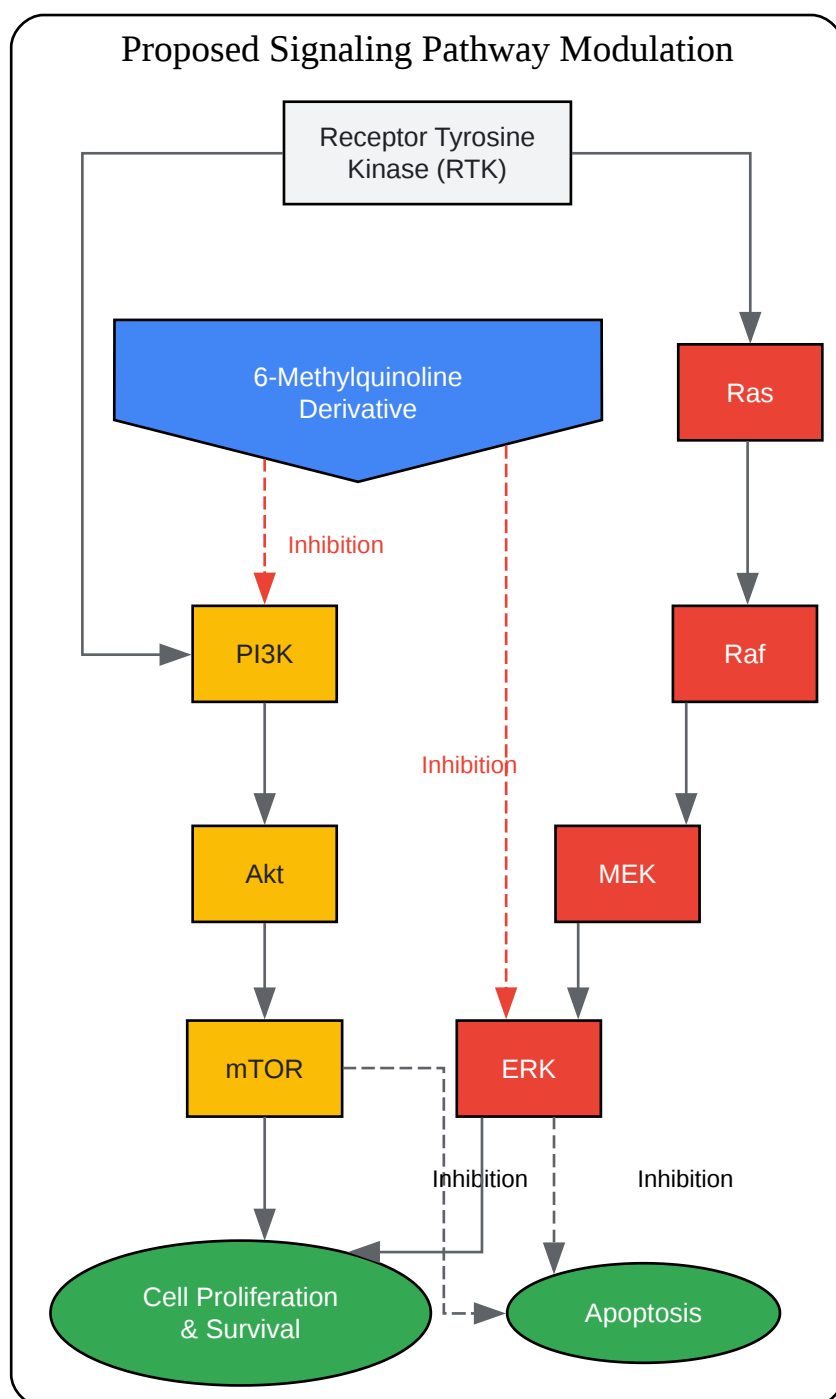 Proposed Signaling Pathway Modulation
Receptor Tyrosine
Kinase (RTK)
6-Methylquinoline
Derivative
Ras
Inhibition
PI3K
Raf
Inhibition
Akt
MEK
mTOR
ERK
Inhibition
Inhibition
Cell Proliferation
& Survival
Apoptosis